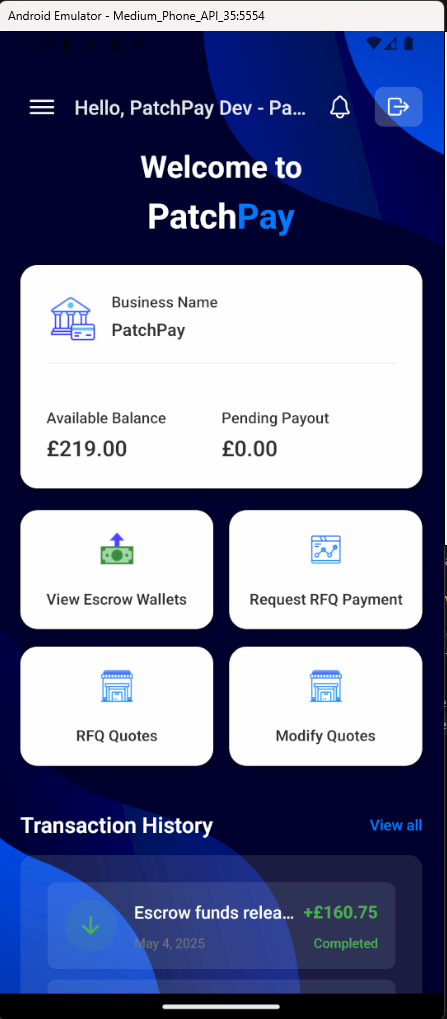 Android Emulator - Medium_Phone_API_35:5554
Hello, PatchPay Dev - Pa...
Welcome to
PatchPay
Business Name
PatchPay
Available Balance
Pending Payout
£219.00
£0.00
View Escrow Wallets
Request RFQ Payment
RFQ Quotes
Modify Quotes
Transaction History
View all
Escrow funds relea...
+£160.75
May 4, 2025
Completed